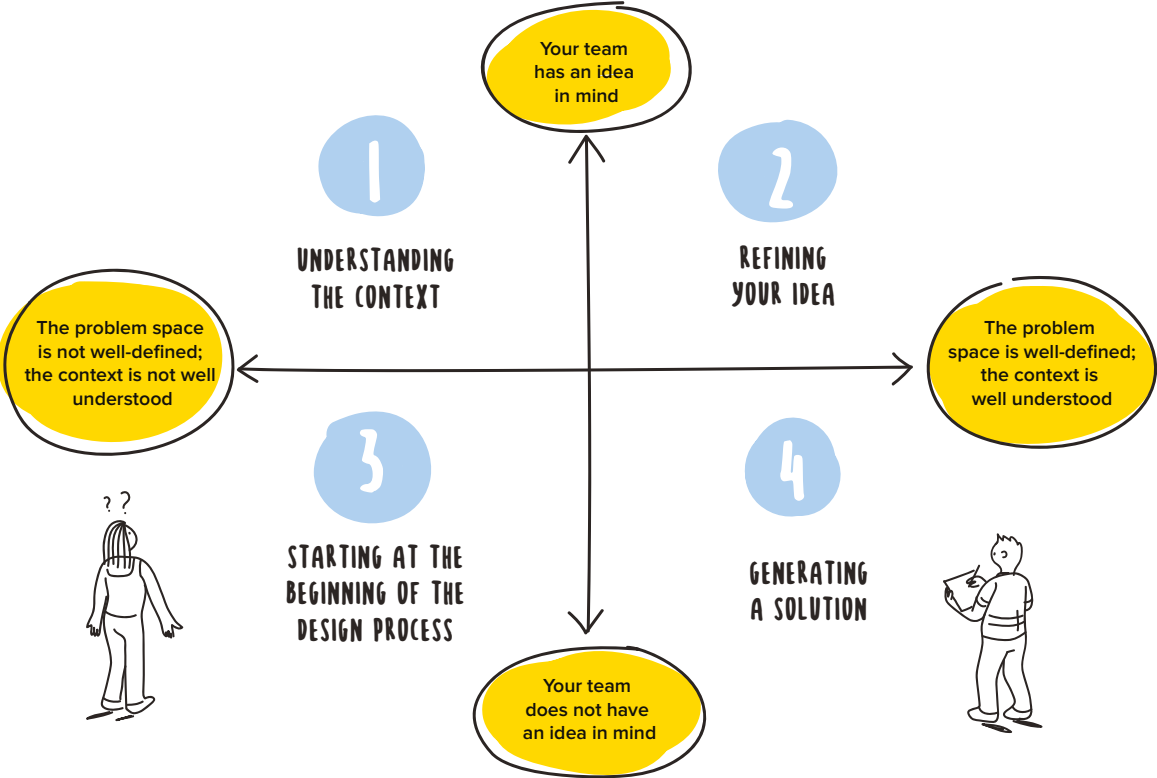 Your team
has an idea
in mind
1
UNDERSTANDING
THE CONTEXT
2
REFINING
YOUR IDEA
The problem space
is not well-defined;
the context is not well
understood
The problem
space is well-defined;
the context is
well understood
3
STARTING AT THE
BEGINNING OF THE
DESIGN PROCESS
4
GENERATING
A SOLUTION
? ?
Your team
does not have
an idea in mind